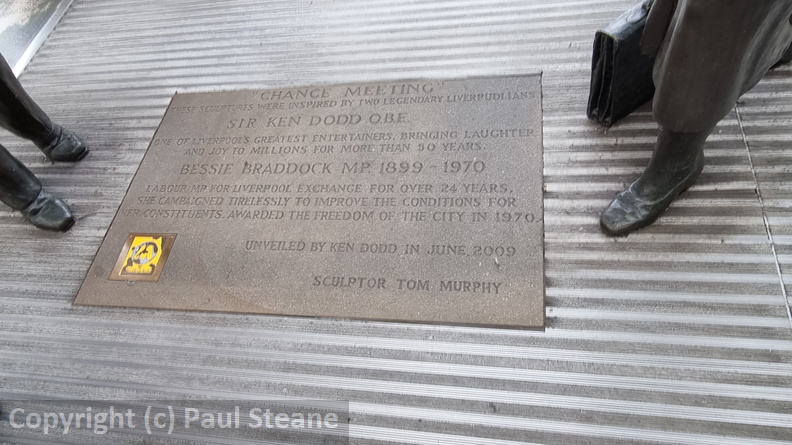 "CHANCE MEETING"
THESE SCULPTURES WERE INSPIRED BY TWO LEGENDARY LIVERPUDLIANS
SIR KEN DODD O.B.E.
ONE OF LIVERPOOL'S GREATEST ENTERTAINERS, BRINGING LAUGHTER
AND JOY TO MILLIONS FOR MORE THAN 50 YEARS.
BESSIE BRADDOCK MP. 1899 - 1970
LABOUR MP. FOR LIVERPOOL EXCHANGE FOR OVER 24 YEARS,
SHE CAMPAIGNED TIRELESSLY TO IMPROVE THE CONDITIONS FOR
HER CONSTITUENTS. AWARDED THE FREEDOM OF THE CITY IN 1970.
UNVEILED BY KEN DODD IN JUNE 2009
SCULPTOR TOM MURPHY
Copyright (c) Paul Steane